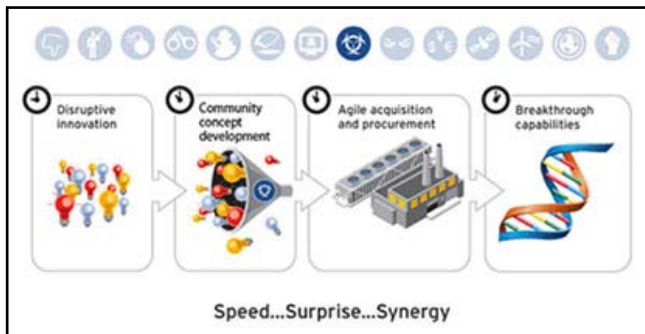 Disruptive
innovation
Community
concept
development
Agile acquisition
and procurement
Breakthrough
capabilities
Speed...Surprise...Synergy